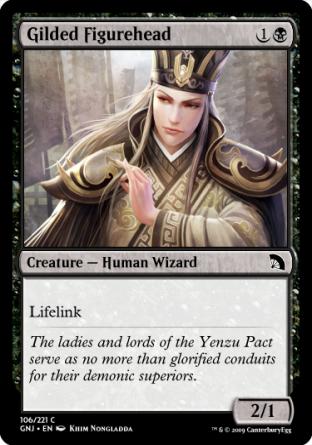 Gilded Figurehead 1
Creature — Human Wizard
Lifelink
The ladies and lords of the Yenzu Pact
serve as no more than glorified conduits
for their demonic superiors.
2/1
106/221 C
GNJ • EN Khim Nongladda
™ & © 2019 CanterburyEgg